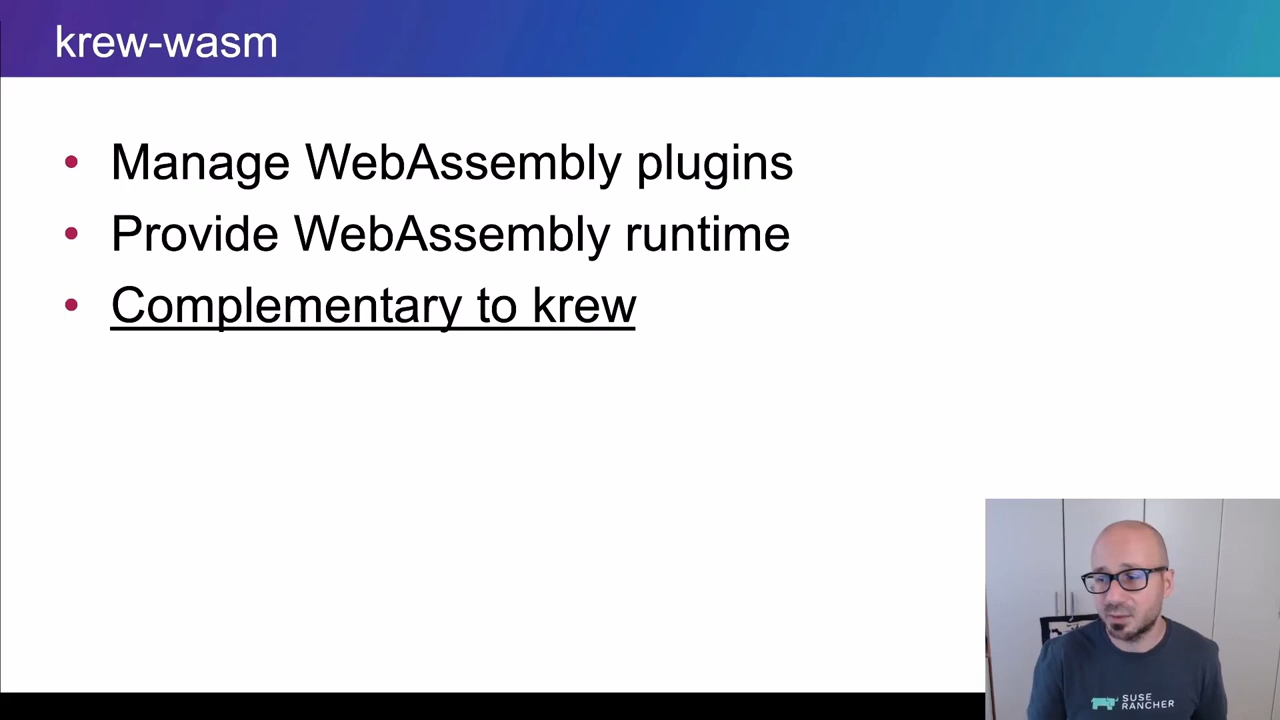 krew-wasm
• Manage WebAssembly plugins
• Provide WebAssembly runtime
• Complementary to krew
SUSE
RANCHER